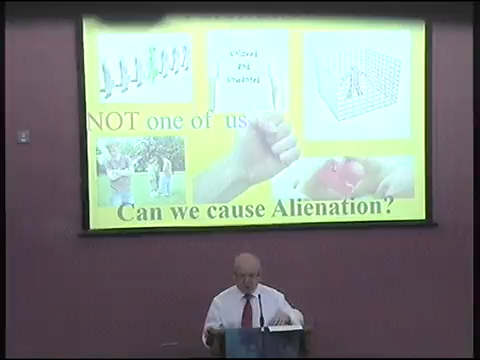 unloved
and
unwanted
NOT one of us
Can we cause Alienation?